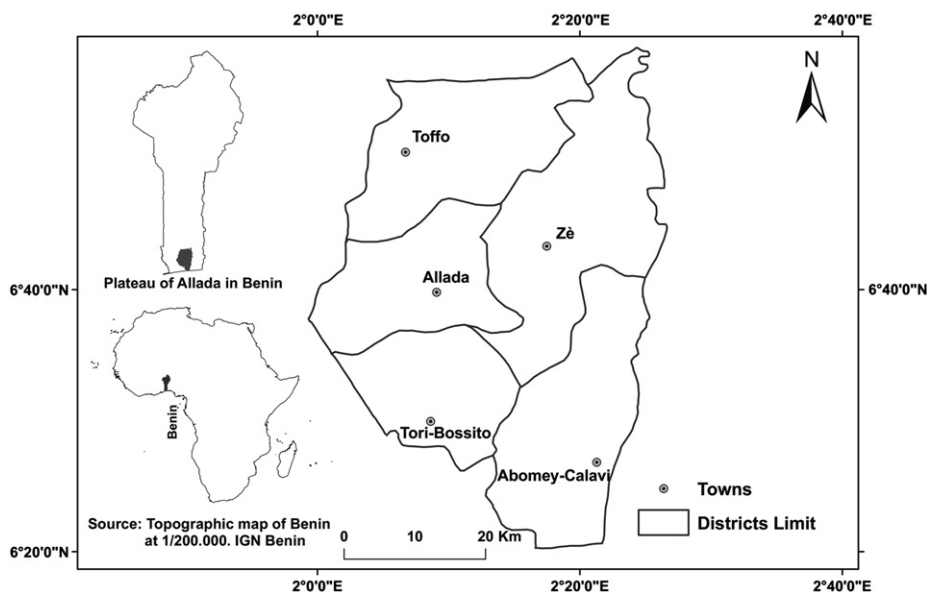 2°0'0"E 2°20'0"E 2°40'0"E
N
Toffo
Zè
Plateau of Allada in Benin
Allada
6°40'0"N 6°40'0"N
Benin
Tori-Bossito
Abomey-Calavi
Towns
Districts Limit
Source: Topographic map of Benin
at 1/200.000. IGN Benin
0 10 20 Km
6°20'0"N 6°20'0"N
2°0'0"E 2°20'0"E 2°40'0"E